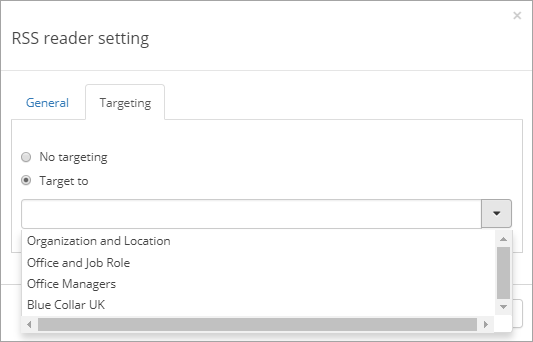 RSS reader setting
General
Targeting
No targeting
Target to
Organization and Location
Office and Job Role
Office Managers
Blue Collar UK